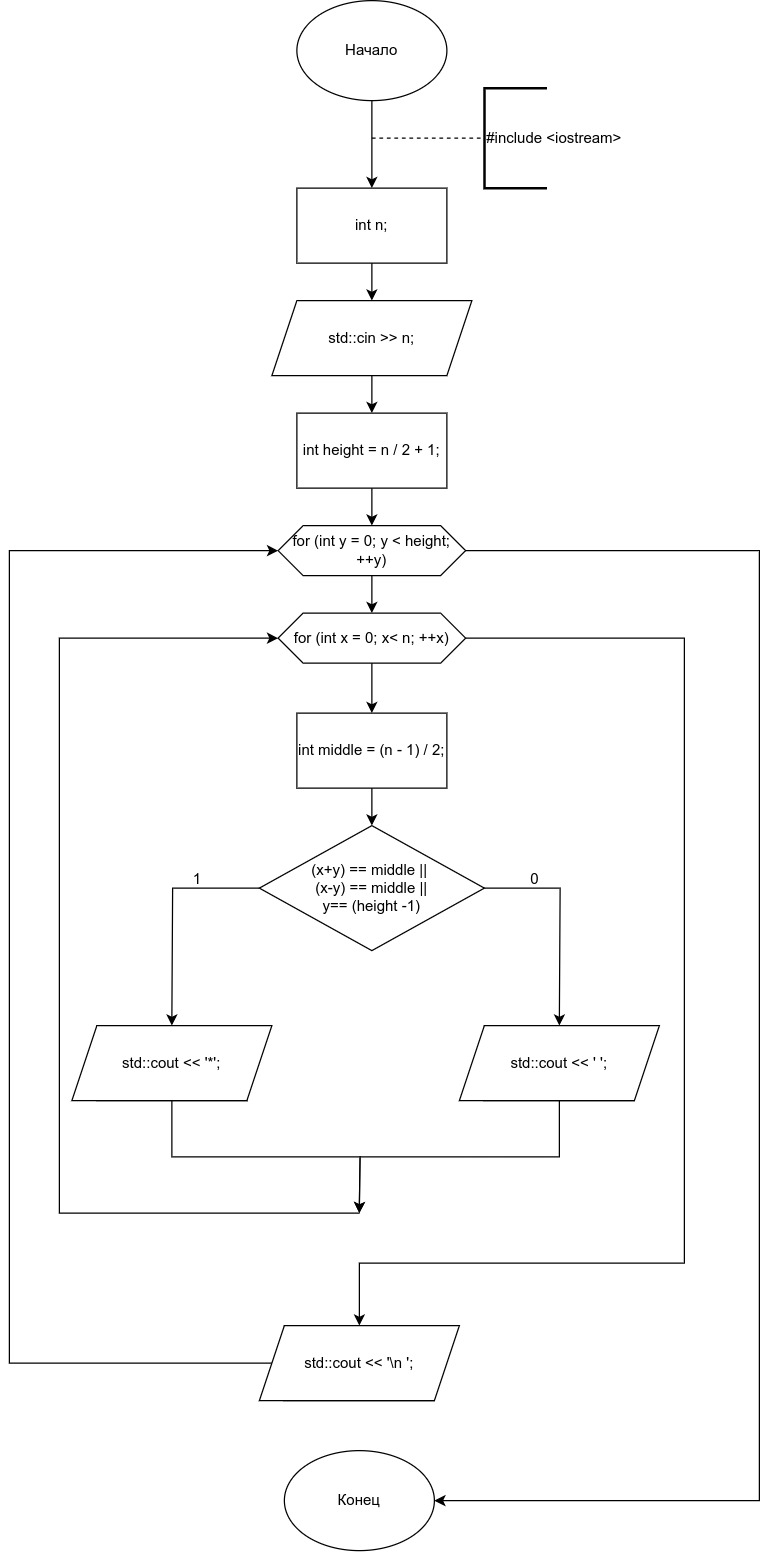 Начало
#include <iostream>
int n;
std::cin >> n;
int height = n / 2 + 1;
for (int y = 0; y < height;
++y)
for (int x = 0; x< n; ++x)
int middle = (n - 1) / 2;
(x+y) == middle ||
(x-y) == middle ||
y== (height -1)
1
0
std::cout << '*';
std::cout << ' ';
std::cout << '\n ';
Конец